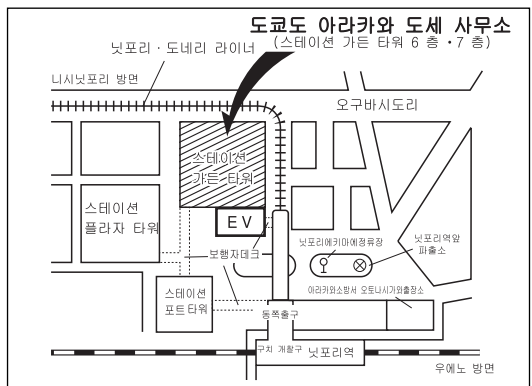 도쿄도 아라카와 도세 사무소
(스테이션 가든 타워 6 층 ・7 층)
닛포리・도네리 라이너
니시닛포리 방면
오구바시도리
스테이션
가든 타워
스테이션
플라자 타워
E V
보행자데크
닛포리에키마에정류장
닛포리역앞
파출소
스테이션
포트타워
아라카와소방서 오토나시가와출장소
동쪽출구
구치 개찰구
닛포리역
우에노 방면